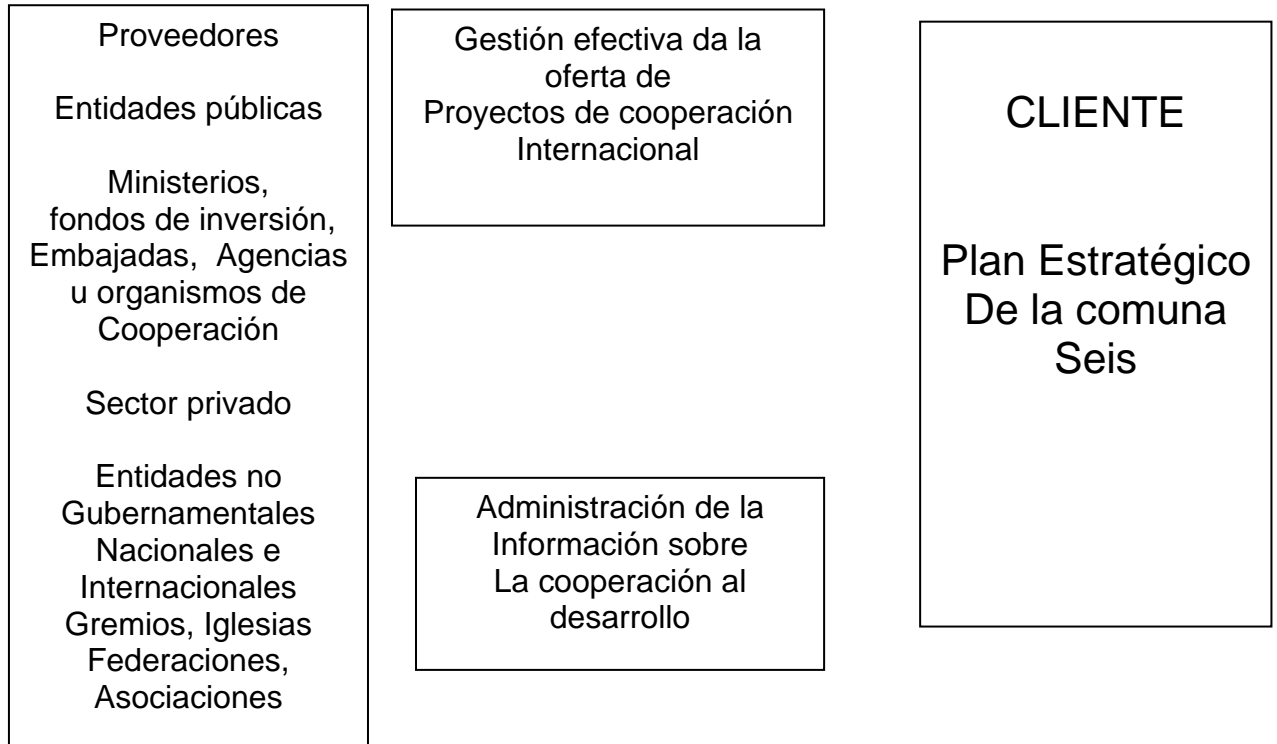 Proveedores
Entidades públicas
Ministerios,
fondos de inversión,
Embajadas, Agencias
u organismos de
Cooperación
Sector privado
Entidades no
Gubernamentales
Nacionales e
Internacionales
Gremios, Iglesias
Federaciones,
Asociaciones
Gestión efectiva da la
oferta de
Proyectos de cooperación
Internacional
Administración de la
Información sobre
La cooperación al
desarrollo
CLIENTE
Plan Estratégico
De la comuna
Seis